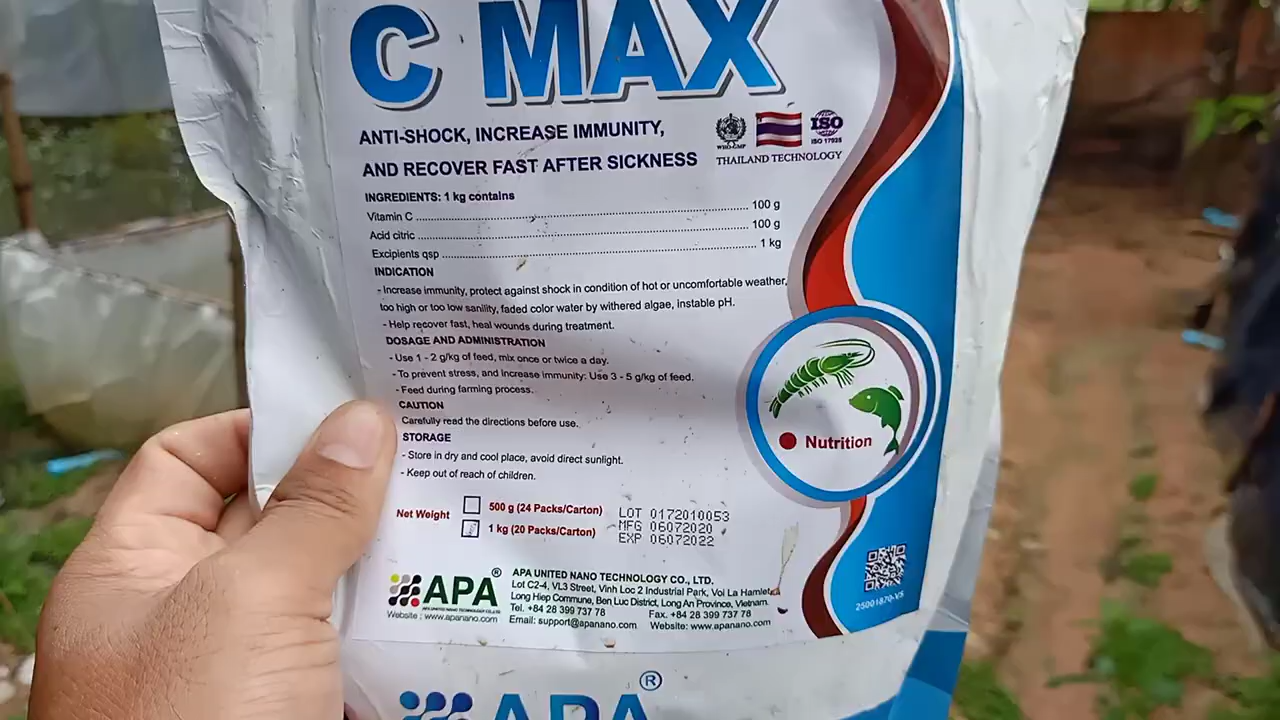 C MAX
ANTI-SHOCK, INCREASE IMMUNITY,
AND RECOVER FAST AFTER SICKNESS
WHO-GMP
ISO
ISO 17025
THAILAND TECHNOLOGY
INGREDIENTS: 1 kg contains
Vitamin C ........ 100 g
Acid citric ........ 100 g
Excipients qsp ........ 1 kg
INDICATION
- Increase immunity, protect against shock in condition of hot or uncomfortable weather,
too high or too low sanility, faded color water by withered algae, instable pH.
- Help recover fast, heal wounds during treatment.
DOSAGE AND ADMINISTRATION
- Use 1 - 2 g/kg of feed, mix once or twice a day.
- To prevent stress, and increase immunity: Use 3 - 5 g/kg of feed.
- Feed during farming process.
CAUTION
Carefully read the directions before use.
STORAGE
- Store in dry and cool place, avoid direct sunlight.
- Keep out of reach of children.
Nutrition
Net Weight
500 g (24 Packs/Carton)
1 kg (20 Packs/Carton)
LOT 0172010053
MFG 06072020
EXP 06072022
APA®
Website : www.apanano.com
APA UNITED NANO TECHNOLOGY CO., LTD.
Lot C2-4, VL3 Street, Vinh Loc 2 Industrial Park, Voi La Hamlet,
Long Hiep Commune, Ben Luc District, Long An Province, Vietnam.
Tel. +84 28 399 737 78 Fax. +84 28 399 737 78
Email: support@apanano.com Website: www.apanano.com
25001870-V5
APA®